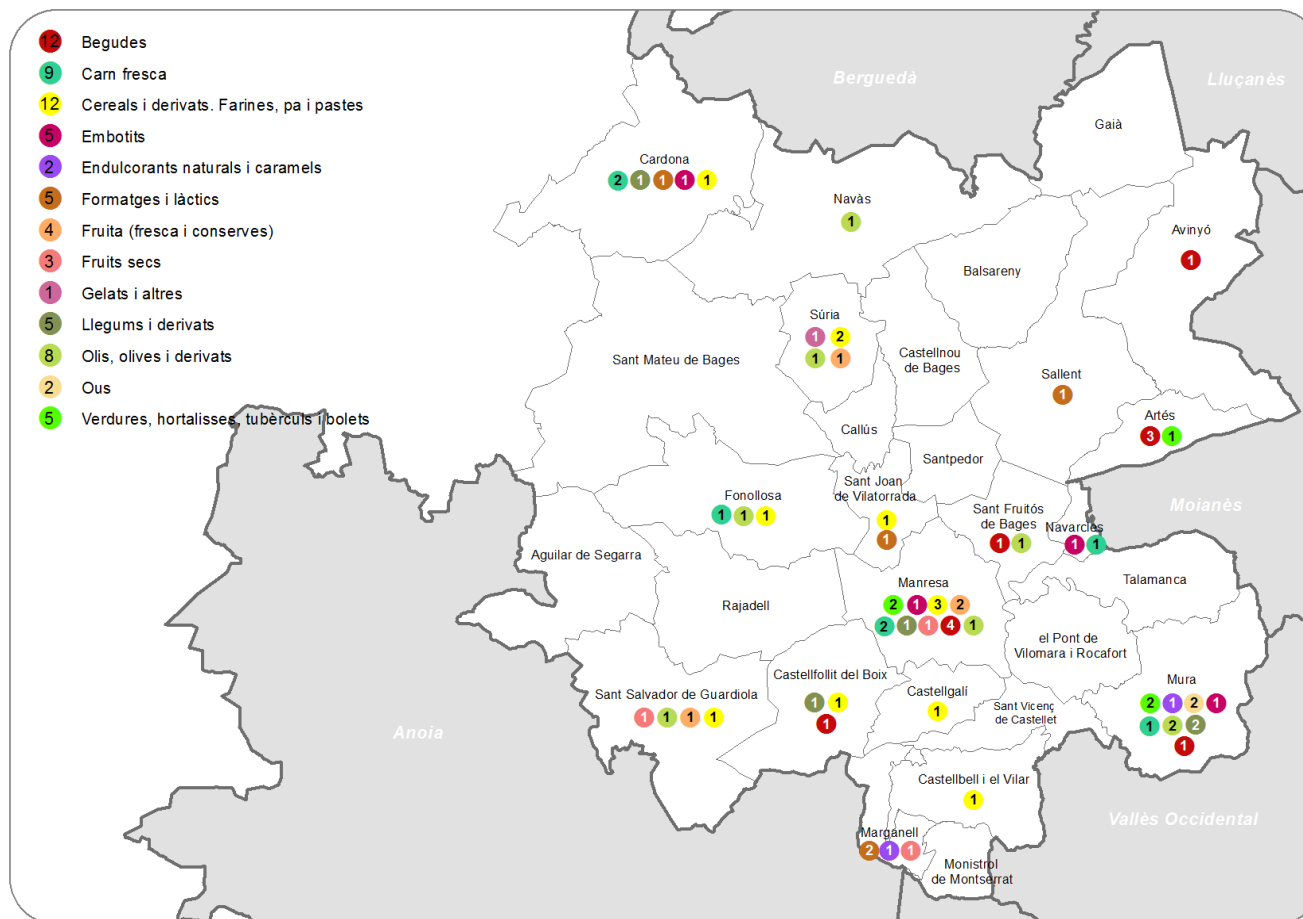 12 Begudes
9 Carn fresca
12 Cereals i derivats. Farines, pa i pastes
5 Embotits
2 Endulcorants naturals i caramels
5 Formatges i làctics
4 Fruita (fresca i conserves)
3 Fruits secs
1 Gelats i altres
5 Llegums i derivats
8 Olis, olives i derivats
2 Ous
5 Verdures, hortalisses, tubèrculs i bolets
Berguedà
Lluçanès
Gaià
Cardona
2 1 1 1 1
Navàs
1
Avinyó
1
Balsareny
Súria
1 2
1 1
Sant Mateu de Bages
Castellnou
de Bages
Sallent
1
Artés
3 1
Callús
Santpedor
Fonollosa
1 1 1
Sant Joan
de Vilatorrada
1
1
Sant Fruitós
de Bages
1 1
Navarcles
1 1
Moianès
Aguilar de Segarra
Talamanca
Manresa
2 1 3 2
2 1 1 4 1
Rajadell
el Pont de
Vilomara i Rocafort
Castellfollit del Boix
1 1
1
Mura
2 1 2 1
1 2 2
1
Sant Salvador de Guardiola
1 1 1 1
Castellgalí
1
Sant Vicenç
de Castellet
Anoia
Castellbell i el Vilar
1
Vallès Occidental
Marganell
2 1 1
Monistrol
de Montserrat